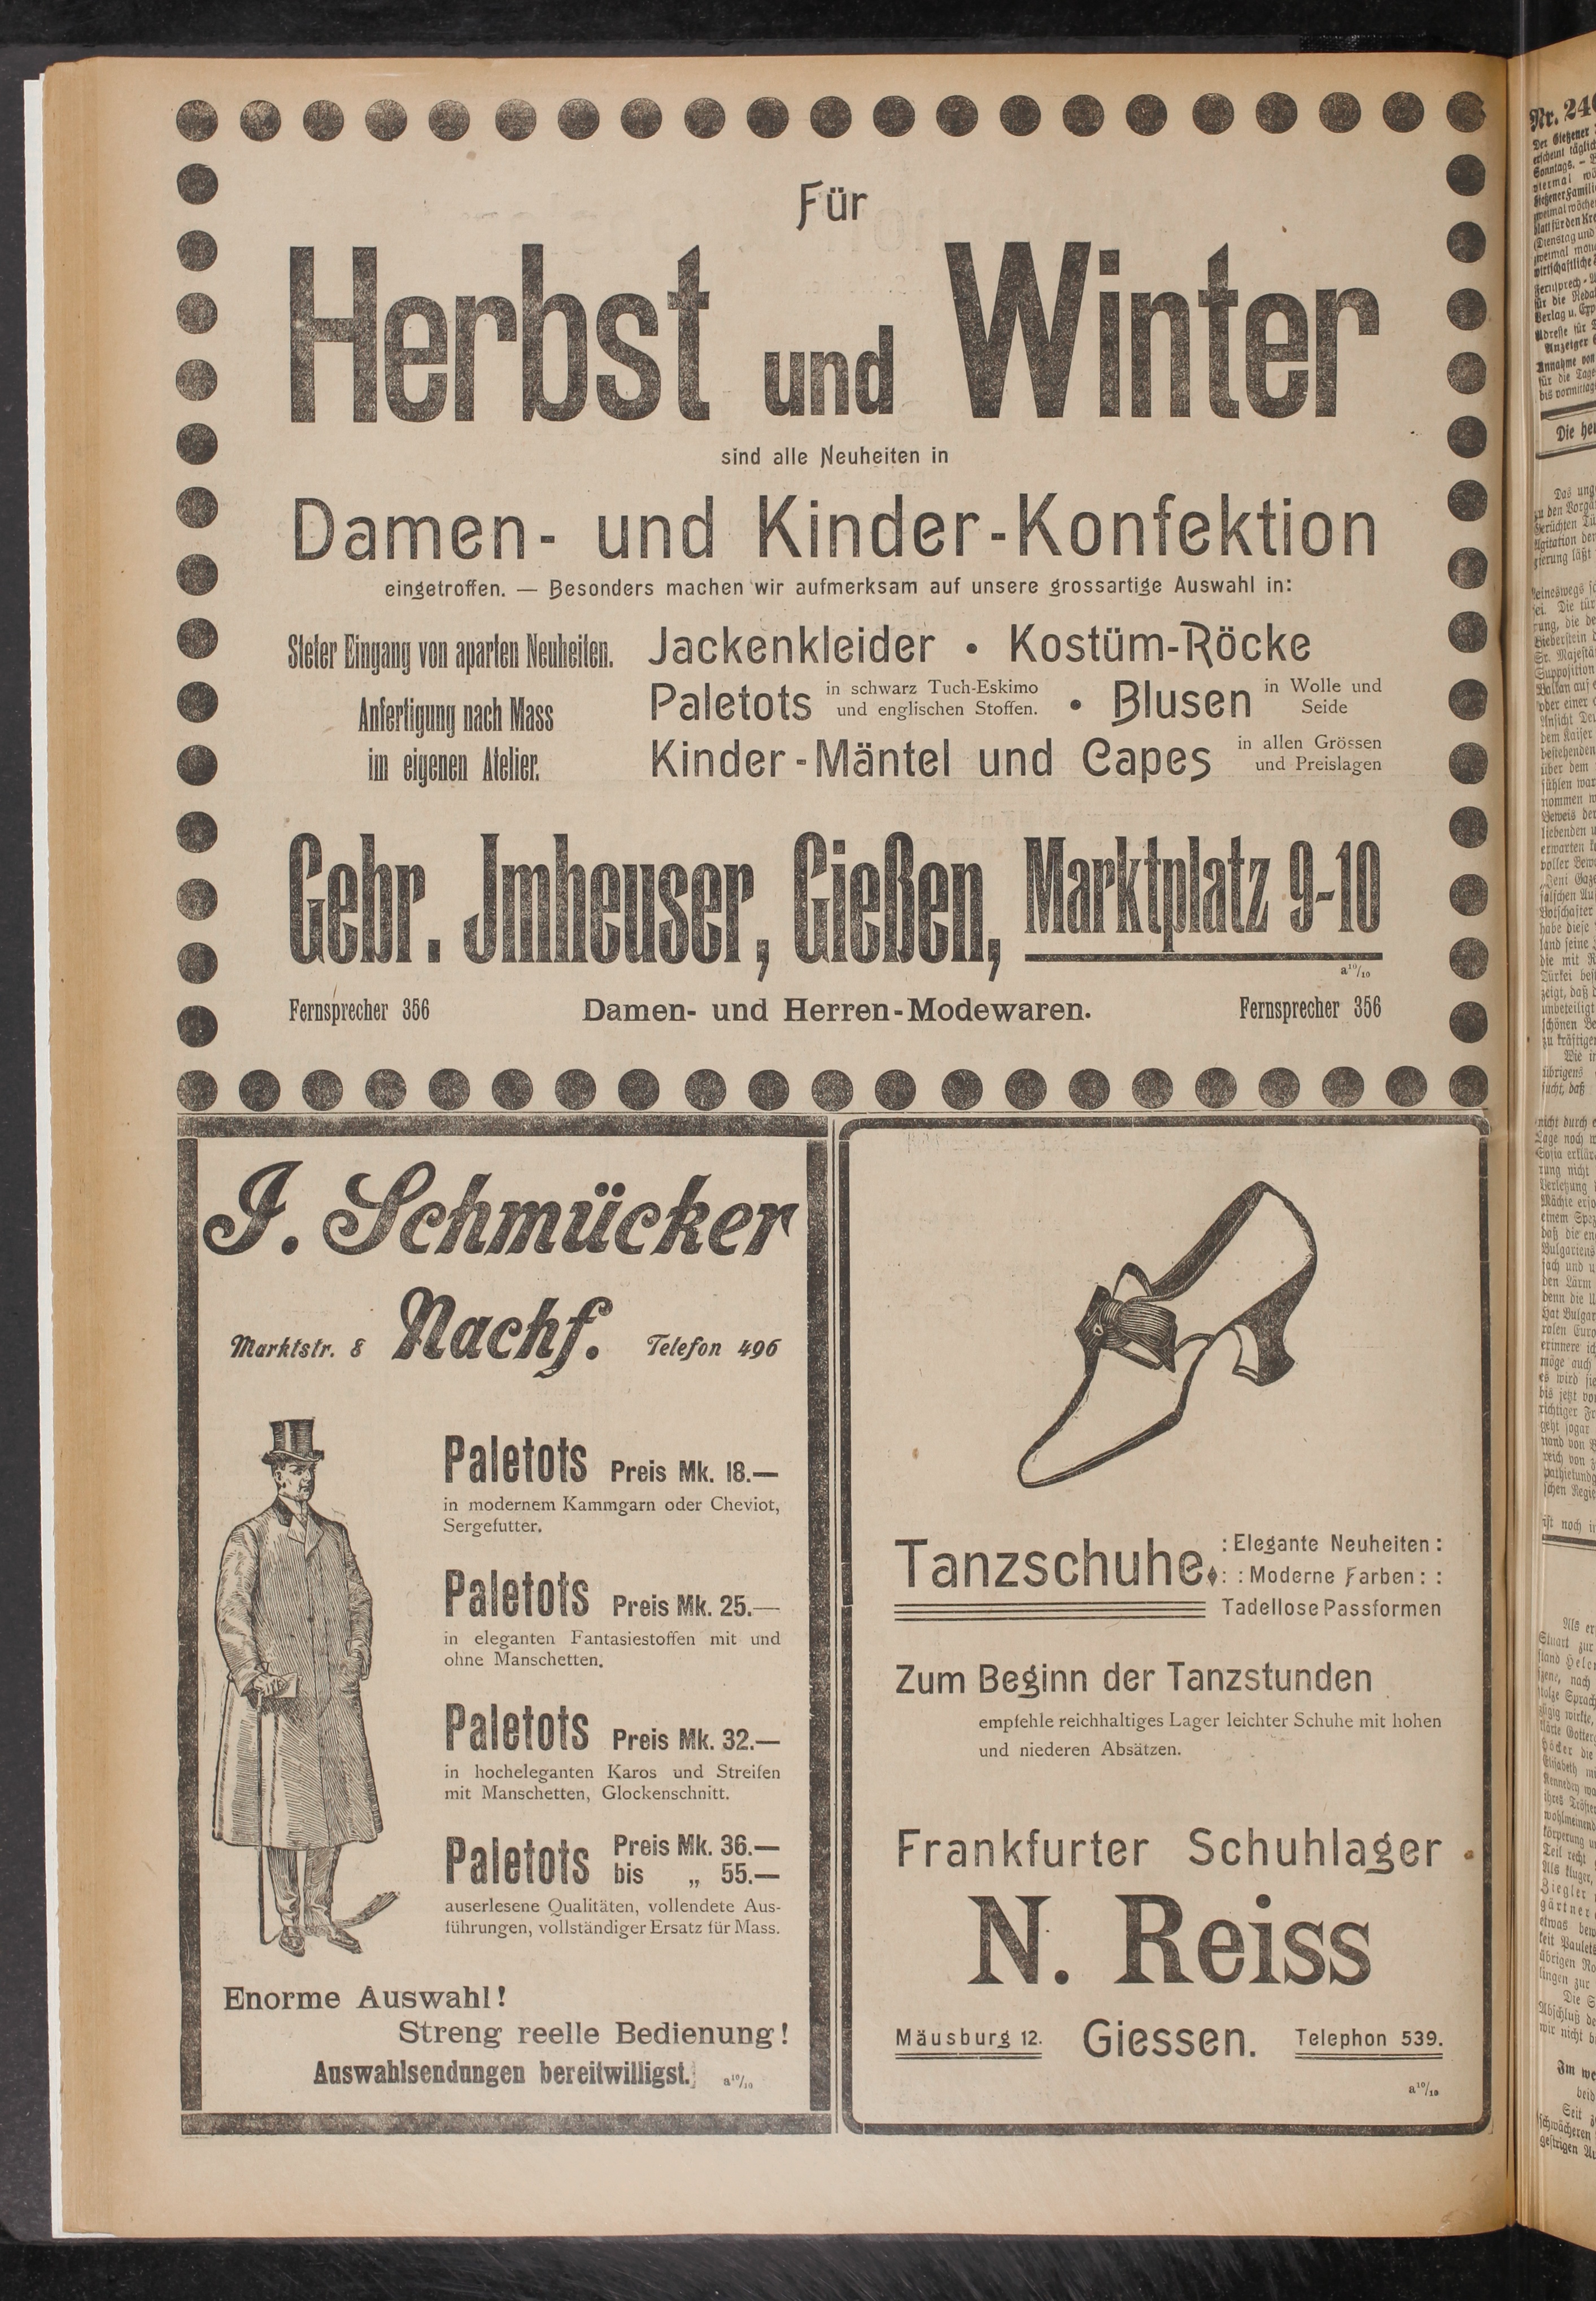 Für
Herbst und Winter
sind alle Neuheiten in
Damen- und Kinder-Konfektion
eingetroffen. — Besonders machen wir aufmerksam auf unsere grossartige Auswahl in:
Steter Eingang von aparten Neuheiten.
Anfertigung nach Mass
im eigenen Atelier.
Jackenkleider • Kostüm-Röcke
Paletots in schwarz Tuch-Eskimo und englischen Stoffen. • Blusen in Wolle und Seide
Kinder-Mäntel und Capes in allen Grössen und Preislagen
Gebr. Jmheuser, Gießen, Marktplatz 9-10
a10/10
Fernsprecher 356 Damen- und Herren-Modewaren. Fernsprecher 356
J. Schmücker
Marktstr. 8 Nachf. Telefon 496
Paletots Preis Mk. 18.—
in modernem Kammgarn oder Cheviot,
Sergefutter.
Paletots Preis Mk. 25.—
in eleganten Fantasiestoffen mit und
ohne Manschetten.
Paletots Preis Mk. 32.—
in hocheleganten Karos und Streifen
mit Manschetten, Glockenschnitt.
Paletots Preis Mk. 36.—
bis „ 55.—
auserlesene Qualitäten, vollendete Aus-
führungen, vollständiger Ersatz für Mass.
Enorme Auswahl!
Streng reelle Bedienung!
Auswahlsendungen bereitwilligst. a10/10
Tanzschuhe
: Elegante Neuheiten :
: : Moderne Farben : :
Tadellose Passformen
Zum Beginn der Tanzstunden
empfehle reichhaltiges Lager leichter Schuhe mit hohen
und niederen Absätzen.
Frankfurter Schuhlager
N. Reiss
Mäusburg 12. Giessen. Telephon 539.
a10/10